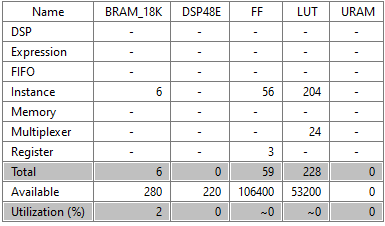 Name BRAM_18K DSP48E FF LUT URAM
DSP - - - - -
Expression - - - - -
FIFO - - - - -
Instance 6 - 56 204 -
Memory - - - - -
Multiplexer - - - 24 -
Register - - 3 - -
Total 6 0 59 228 0
Available 280 220 106400 53200 0
Utilization (%) 2 0 ~0 ~0 0